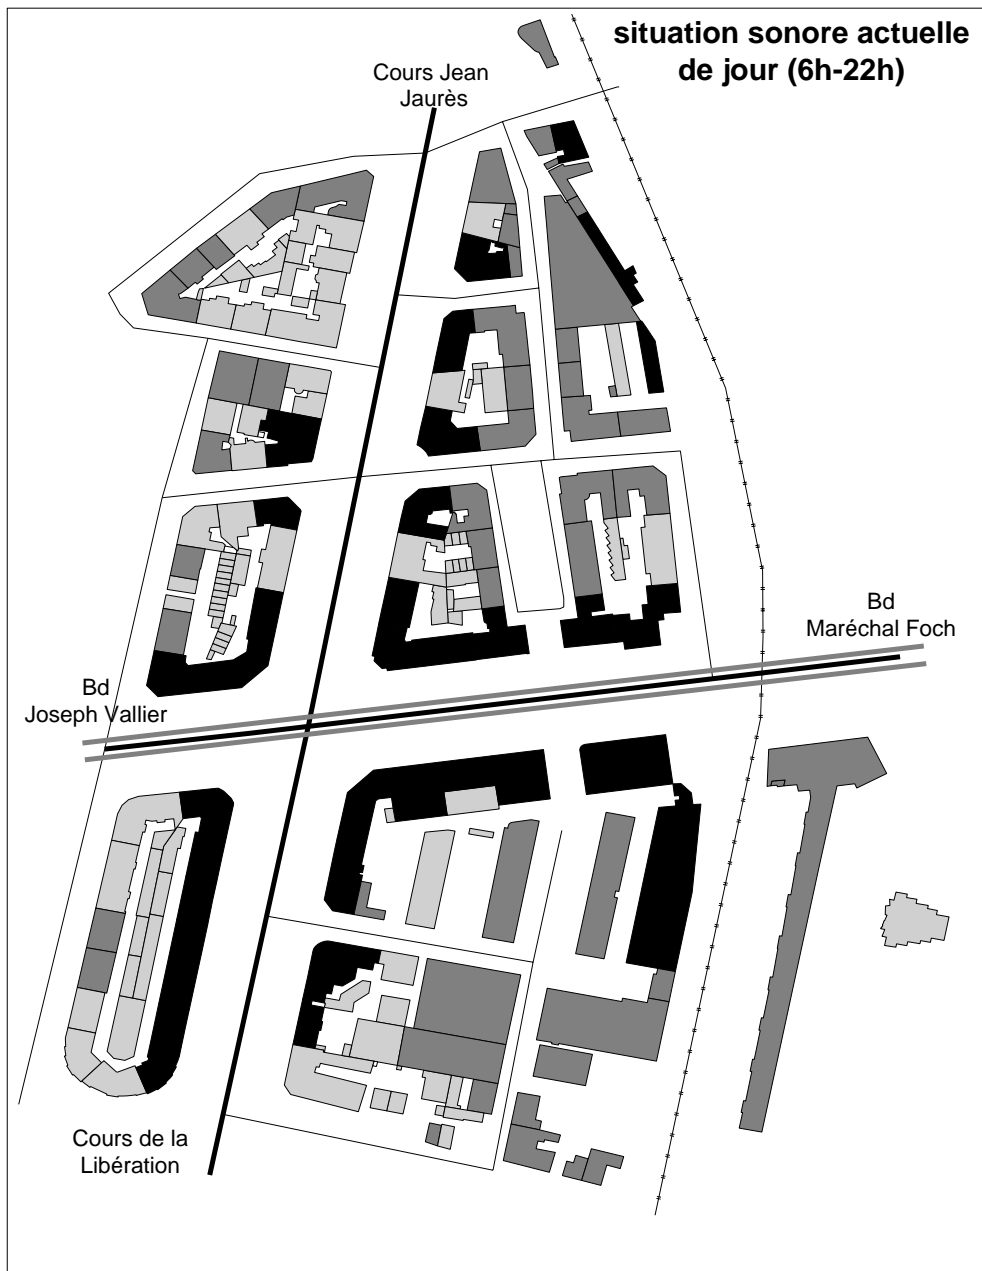 situation sonore actuelle
de jour (6h-22h)
Cours Jean
Jaurès
Bd
Maréchal Foch
Bd
Joseph Vallier
Cours de la
Libération